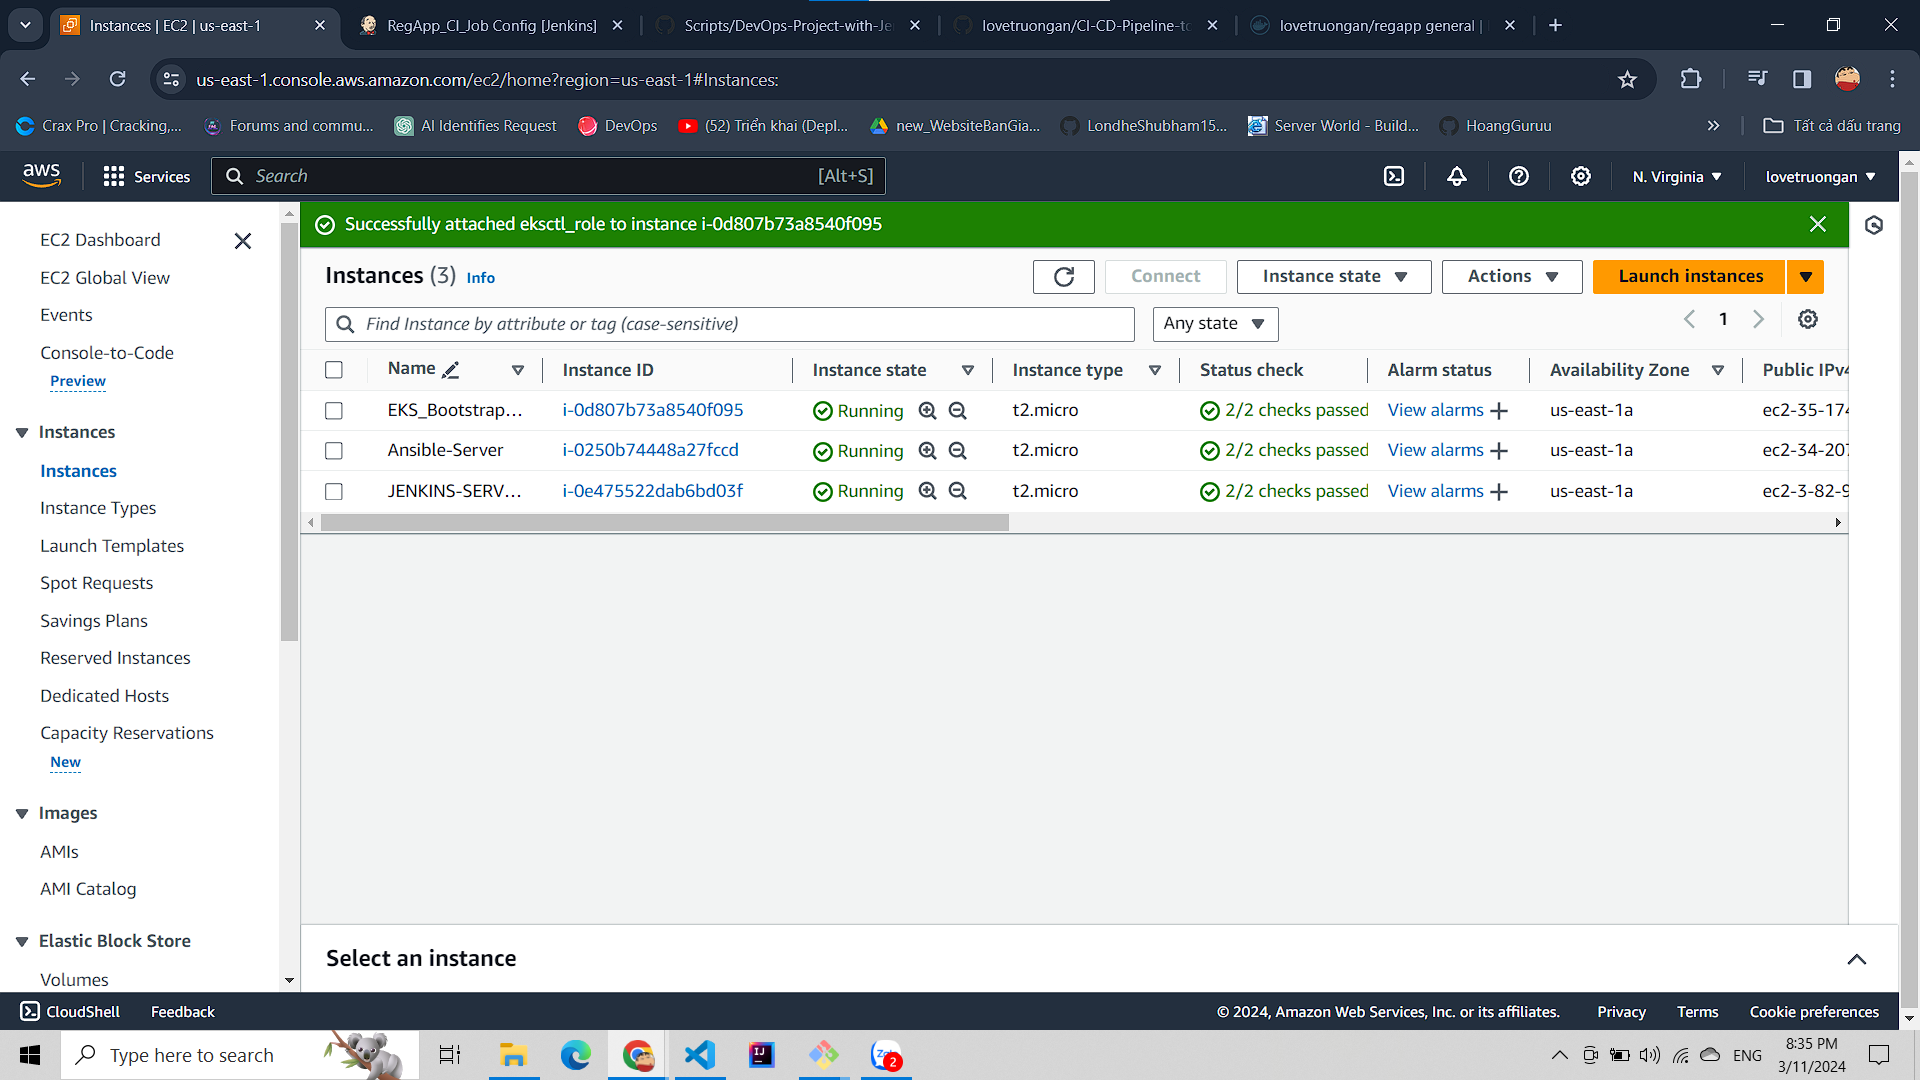 Instances | EC2 | us-east-1
RegApp_CI_Job Config [Jenkins]
Scripts/DevOps-Project-with-Je
lovetruongan/CI-CD-Pipeline-to
lovetruongan/regapp general |
us-east-1.console.aws.amazon.com/ec2/home?region=us-east-1#Instances:
Crax Pro | Cracking,...
Forums and commu...
AI Identifies Request
DevOps
(52) Triển khai (Depl...
new_WebsiteBanGia...
LondheShubham15...
Server World - Build...
HoangGuruu
Tất cả dấu trang
aws
Services
Search
[Alt+S]
N. Virginia
lovetruongan
EC2 Dashboard
EC2 Global View
Events
Console-to-Code
Preview
Instances
Instances
Instance Types
Launch Templates
Spot Requests
Savings Plans
Reserved Instances
Dedicated Hosts
Capacity Reservations
New
Images
AMIs
AMI Catalog
Elastic Block Store
Volumes
Successfully attached eksctl_role to instance i-0d807b73a8540f095
Instances (3) Info
Connect
Instance state
Actions
Launch instances
Find Instance by attribute or tag (case-sensitive)
Any state
1
Name Instance ID Instance state Instance type Status check Alarm status Availability Zone Public IPv4
EKS_Bootstrap... i-0d807b73a8540f095 Running t2.micro 2/2 checks passed View alarms us-east-1a ec2-35-174
Ansible-Server i-0250b74448a27fccd Running t2.micro 2/2 checks passed View alarms us-east-1a ec2-34-207
JENKINS-SERV... i-0e475522dab6bd03f Running t2.micro 2/2 checks passed View alarms us-east-1a ec2-3-82-9
Select an instance
CloudShell
Feedback
© 2024, Amazon Web Services, Inc. or its affiliates.
Privacy
Terms
Cookie preferences
Type here to search
2
ENG
8:35 PM
3/11/2024